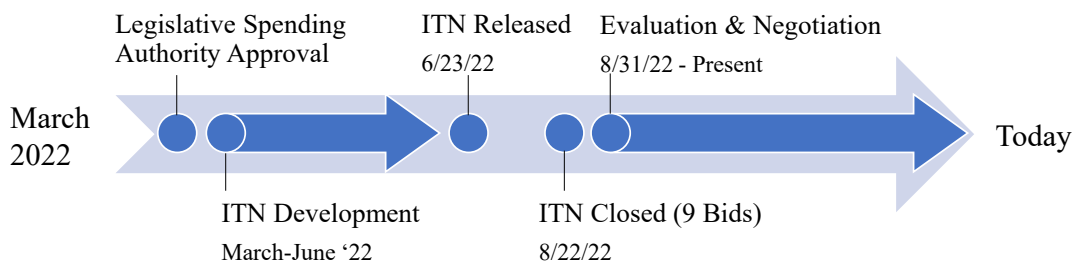 March
2022
Legislative Spending
Authority Approval
ITN Development
March-June ‘22
ITN Released
6/23/22
ITN Closed (9 Bids)
8/22/22
Evaluation & Negotiation
8/31/22 - Present
Today